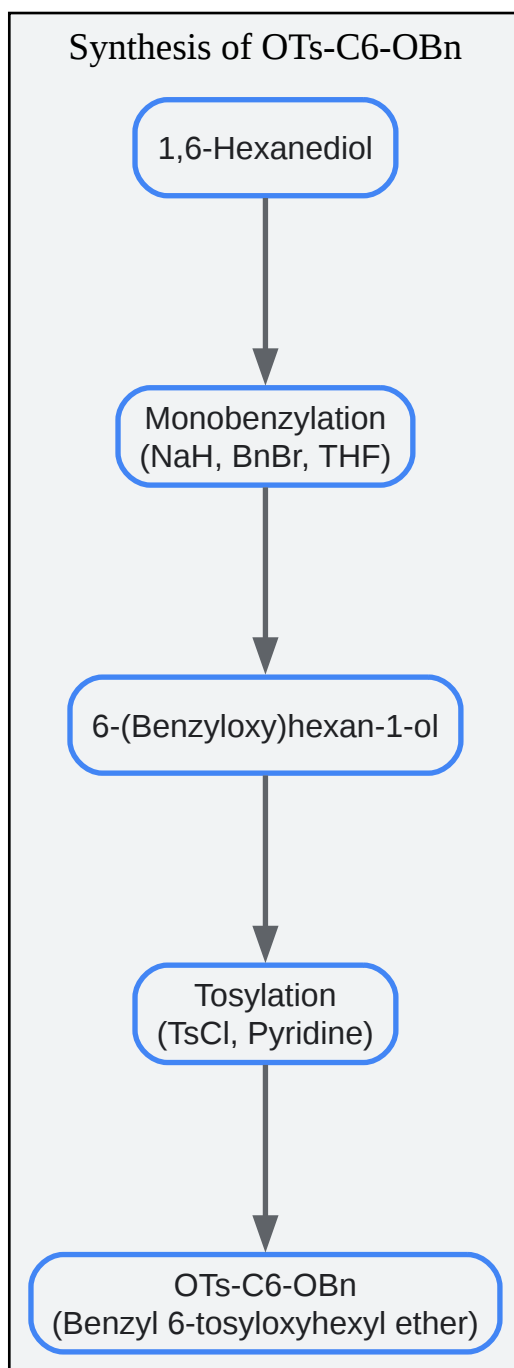 Synthesis of OTs-C6-OBn
1,6-Hexanediol
Monobenzylation
(NaH, BnBr, THF)
6-(Benzyloxy)hexan-1-ol
Tosylation
(TsCl, Pyridine)
OTs-C6-OBn
(Benzyl 6-tosyloxyhexyl ether)